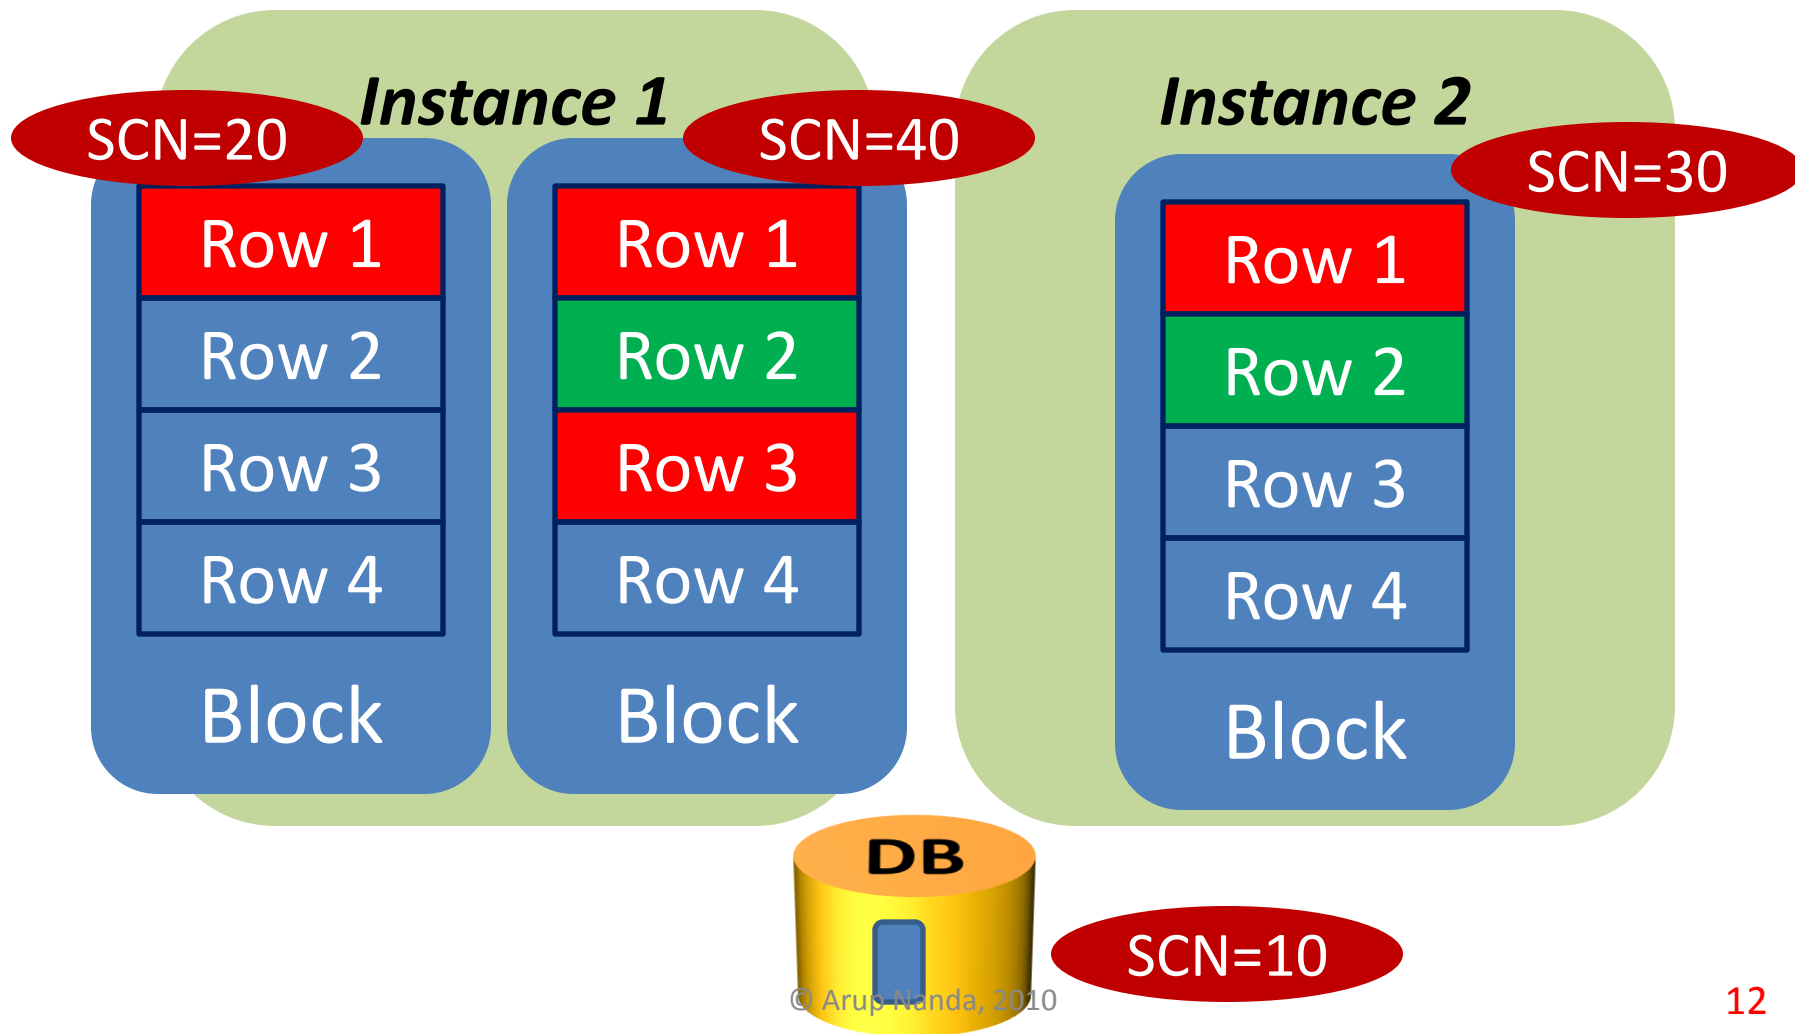 Instance 1
SCN=20
SCN=40
Row 1
Row 2
Row 3
Row 4
Block
Row 1
Row 2
Row 3
Row 4
Block
Instance 2
SCN=30
Row 1
Row 2
Row 3
Row 4
Block
DB
SCN=10
© Arup Nanda, 2010
12